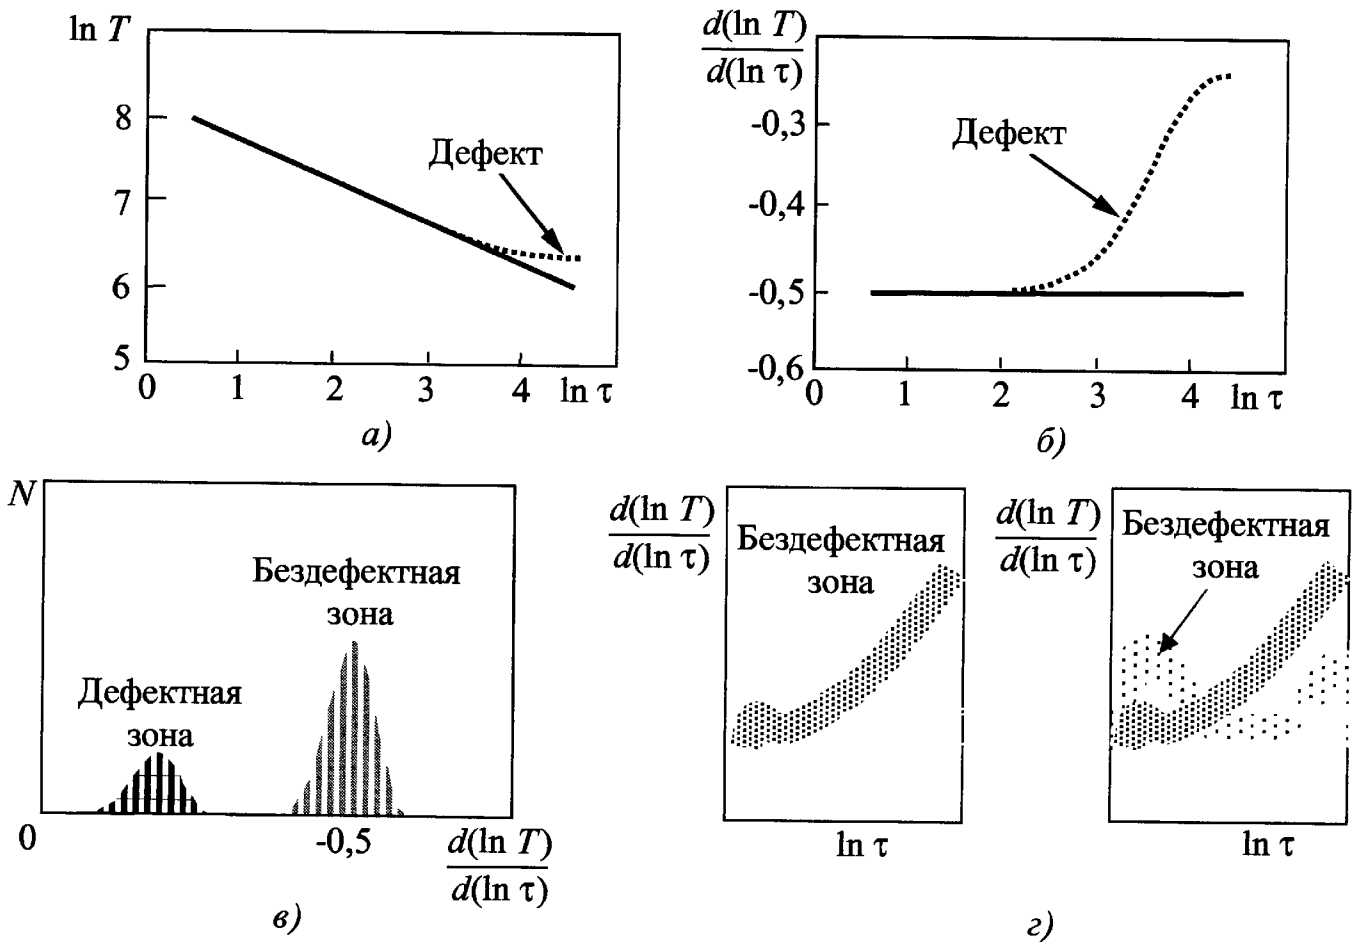 ln T
8
7
6
5
0 1 2 3 4 ln τ
Дефект
а)
d(ln T)
d(ln τ)
-0,3
-0,4
-0,5
-0,6
0 1 2 3 4 ln τ
Дефект
б)
N
Бездефектная
зона
Дефектная
зона
0 -0,5 d(ln T)
d(ln τ)
в)
d(ln T)
d(ln τ)
Бездефектная
зона
ln τ
d(ln T)
d(ln τ)
Бездефектная
зона
ln τ
г)